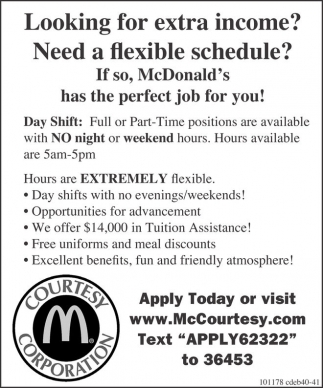 Looking for extra income?
Need a flexible schedule?
If so, McDonald's
has the perfect job for you!
Day Shift: Full or Part-Time positions are available
with NO night or weekend hours. Hours available
are 5am-5pm
Hours are EXTREMELY flexible.
• Day shifts with no evenings/weekends!
• Opportunities for advancement
• We offer $14,000 in Tuition Assistance!
• Free uniforms and meal discounts
• Excellent benefits, fun and friendly atmosphere!
COURTESY
M
CORPORATION
Apply Today or visit
www.McCourtesy.com
Text “APPLY62322”
to 36453
101178 cdeb40-41